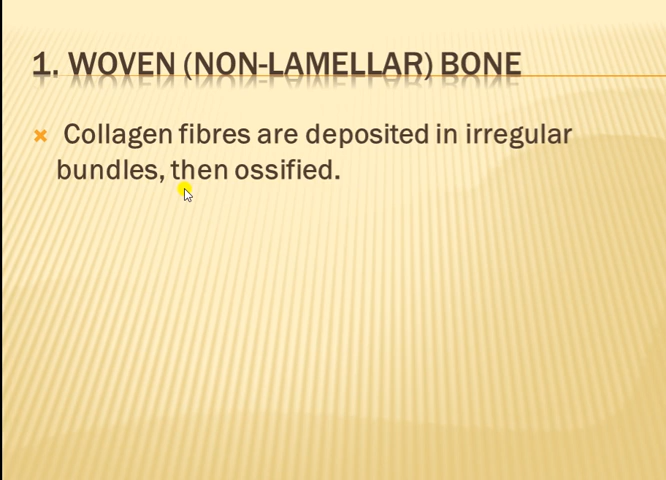 1. WOVEN (NON-LAMELLAR) BONE
Collagen fibres are deposited in irregular
bundles, then ossified.